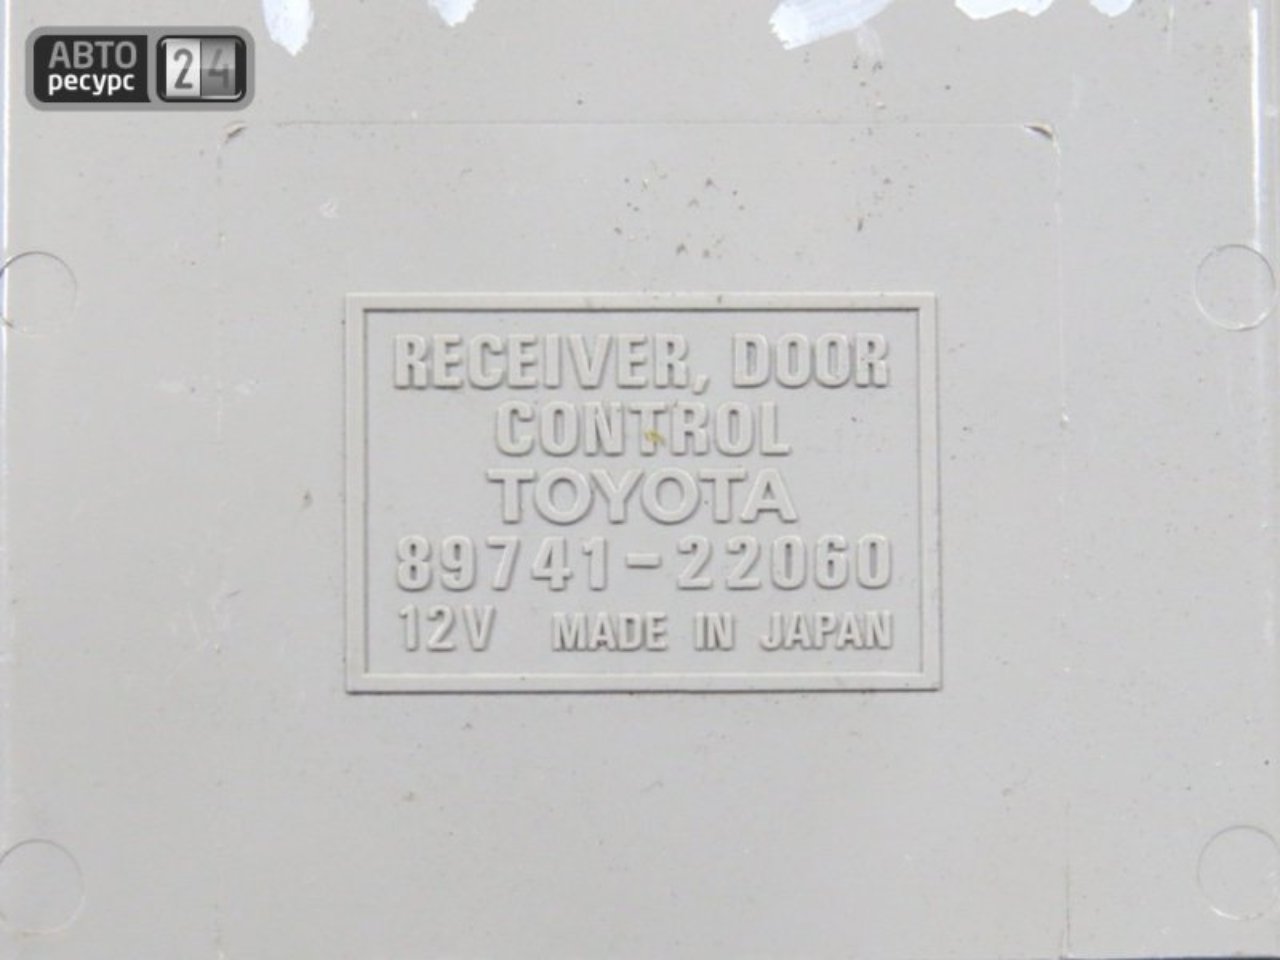 АВТО
ресурс
24
RECEIVER, DOOR
CONTROL
TOYOTA
89741-22060
12V MADE IN JAPAN